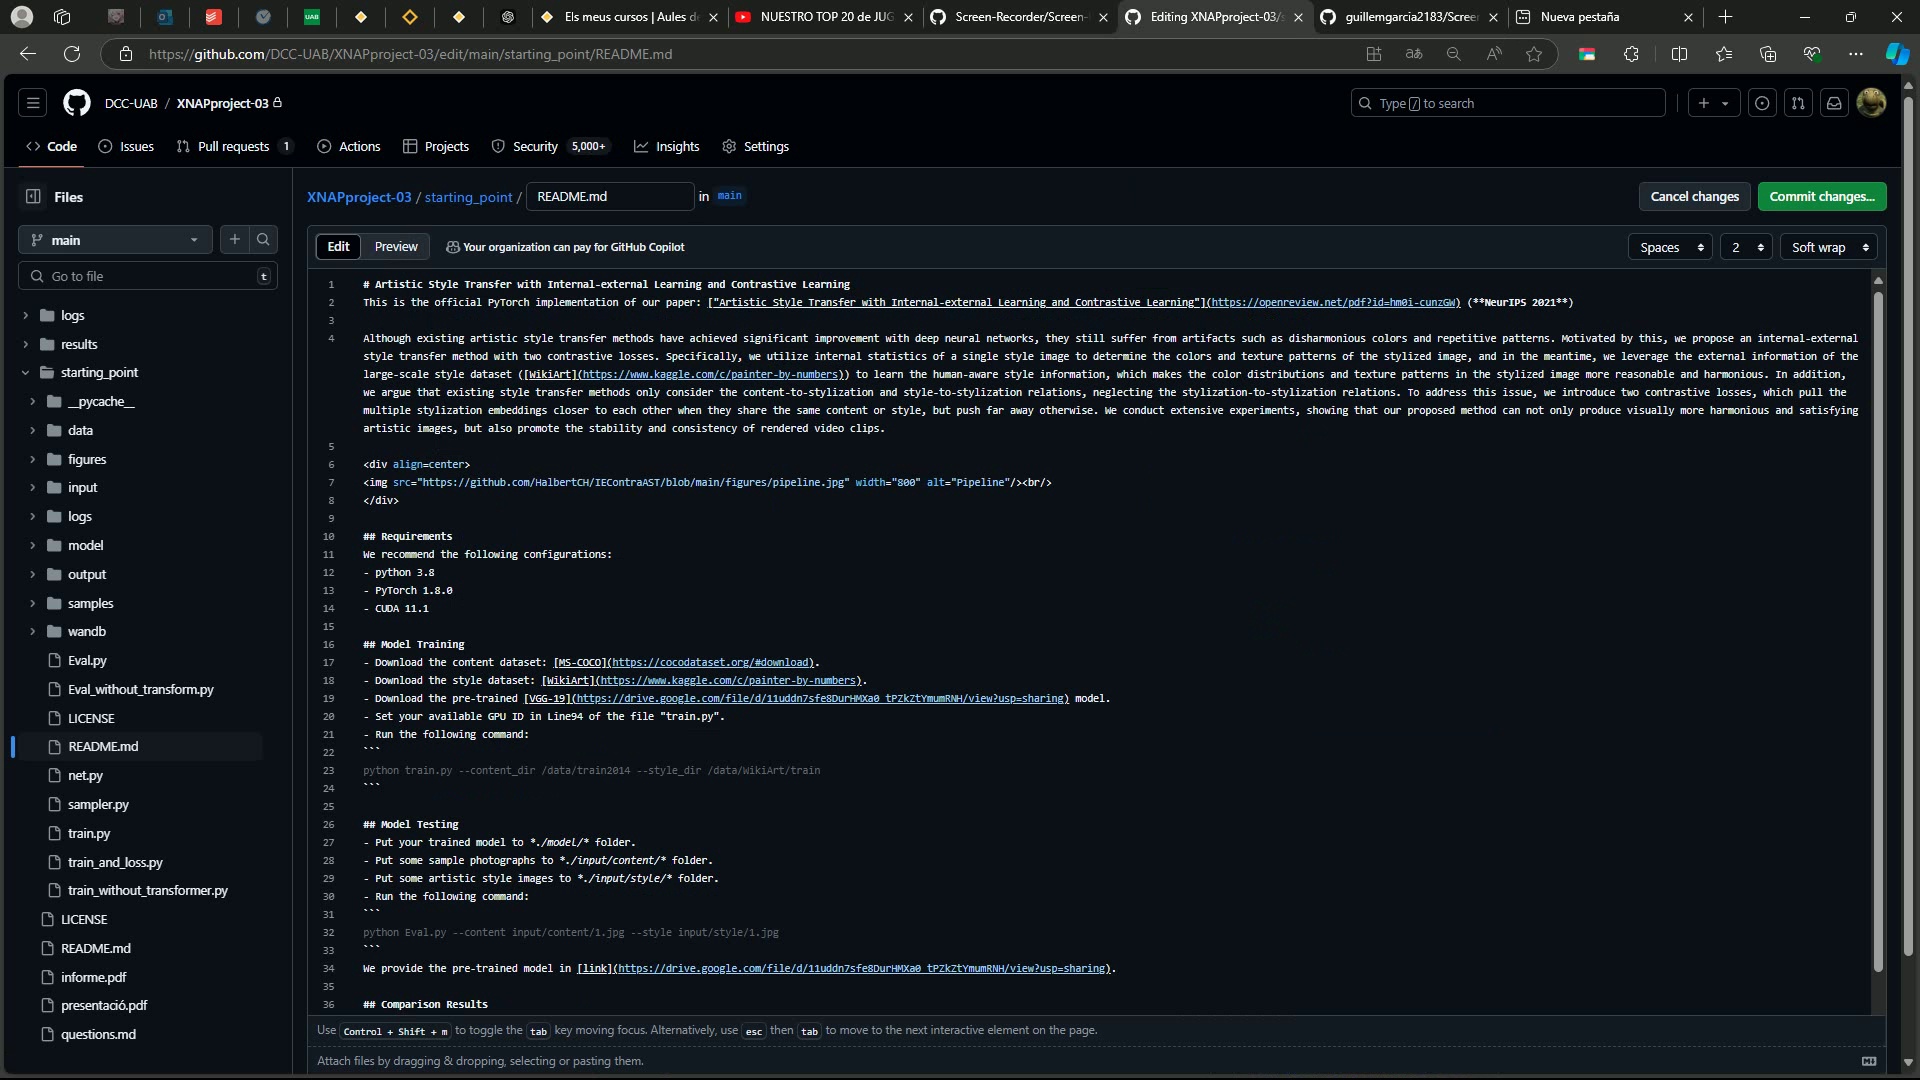 UAB
Els meus cursos | Aules d
NUESTRO TOP 20 de JUG
Screen-Recorder/Screen-
Editing XNAPproject-03/s
guillemgarcia2183/Scree
Nueva pestaña
https://github.com/DCC-UAB/XNAPproject-03/edit/main/starting_point/README.md
DCC-UAB / XNAPproject-03
Type / to search
Code
Issues
Pull requests 1
Actions
Projects
Security 5,000+
Insights
Settings
Files
main
Go to file t
logs
results
starting_point
__pycache__
data
figures
input
logs
model
output
samples
wandb
Eval.py
Eval_without_transform.py
LICENSE
README.md
net.py
sampler.py
train.py
train_and_loss.py
train_without_transformer.py
LICENSE
README.md
informe.pdf
presentació.pdf
questions.md
XNAPproject-03 / starting_point / README.md in main
Cancel changes
Commit changes...
Edit
Preview
Your organization can pay for GitHub Copilot
Spaces
2
Soft wrap
1 # Artistic Style Transfer with Internal-external Learning and Contrastive Learning
2 This is the official PyTorch implementation of our paper: ["Artistic Style Transfer with Internal-external Learning and Contrastive Learning"](https://openreview.net/pdf?id=hm0i-cunzGW) (**NeurIPS 2021**)
3
4 Although existing artistic style transfer methods have achieved significant improvement with deep neural networks, they still suffer from artifacts such as disharmonious colors and repetitive patterns. Motivated by this, we propose an internal-external
style transfer method with two contrastive losses. Specifically, we utilize internal statistics of a single style image to determine the colors and texture patterns of the stylized image, and in the meantime, we leverage the external information of the
large-scale style dataset ([WikiArt](https://www.kaggle.com/c/painter-by-numbers)) to learn the human-aware style information, which makes the color distributions and texture patterns in the stylized image more reasonable and harmonious. In addition,
we argue that existing style transfer methods only consider the content-to-stylization and style-to-stylization relations, neglecting the stylization-to-stylization relations. To address this issue, we introduce two contrastive losses, which pull the
multiple stylization embeddings closer to each other when they share the same content or style, but push far away otherwise. We conduct extensive experiments, showing that our proposed method can not only produce visually more harmonious and satisfying
artistic images, but also promote the stability and consistency of rendered video clips.
5
6 <div align=center>
7 <img src="https://github.com/HalbertCH/IEContraAST/blob/main/figures/pipeline.jpg" width="800" alt="Pipeline"/><br/>
8 </div>
9
10 ## Requirements
11 We recommend the following configurations:
12 - python 3.8
13 - PyTorch 1.8.0
14 - CUDA 11.1
15
16 ## Model Training
17 - Download the content dataset: [MS-COCO](https://cocodataset.org/#download).
18 - Download the style dataset: [WikiArt](https://www.kaggle.com/c/painter-by-numbers).
19 - Download the pre-trained [VGG-19](https://drive.google.com/file/d/11uddn7sfe8DurHMXa0_tPZkZtYmumRNH/view?usp=sharing) model.
20 - Set your available GPU ID in Line94 of the file "train.py".
21 - Run the following command:
22 ```
23 python train.py --content_dir /data/train2014 --style_dir /data/WikiArt/train
24 ```
25
26 ## Model Testing
27 - Put your trained model to *./model/* folder.
28 - Put some sample photographs to *./input/content/* folder.
29 - Put some artistic style images to *./input/style/* folder.
30 - Run the following command:
31 ```
32 python Eval.py --content input/content/1.jpg --style input/style/1.jpg
33 ```
34 We provide the pre-trained model in [link](https://drive.google.com/file/d/11uddn7sfe8DurHMXa0_tPZkZtYmumRNH/view?usp=sharing).
35
36 ## Comparison Results
Use Control + Shift + m to toggle the tab key moving focus. Alternatively, use esc then tab to move to the next interactive element on the page.
Attach files by dragging & dropping, selecting or pasting them.